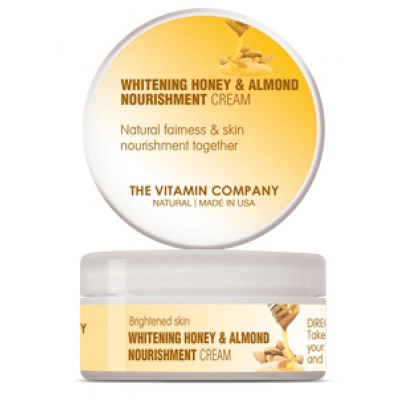 WHITENING HONEY & ALMOND
NOURISHMENT CREAM
Natural fairness & skin
nourishment together
THE VITAMIN COMPANY
NATURAL | MADE IN USA
Brightened skin
WHITENING HONEY & ALMOND
NOURISHMENT CREAM
Take
your
and